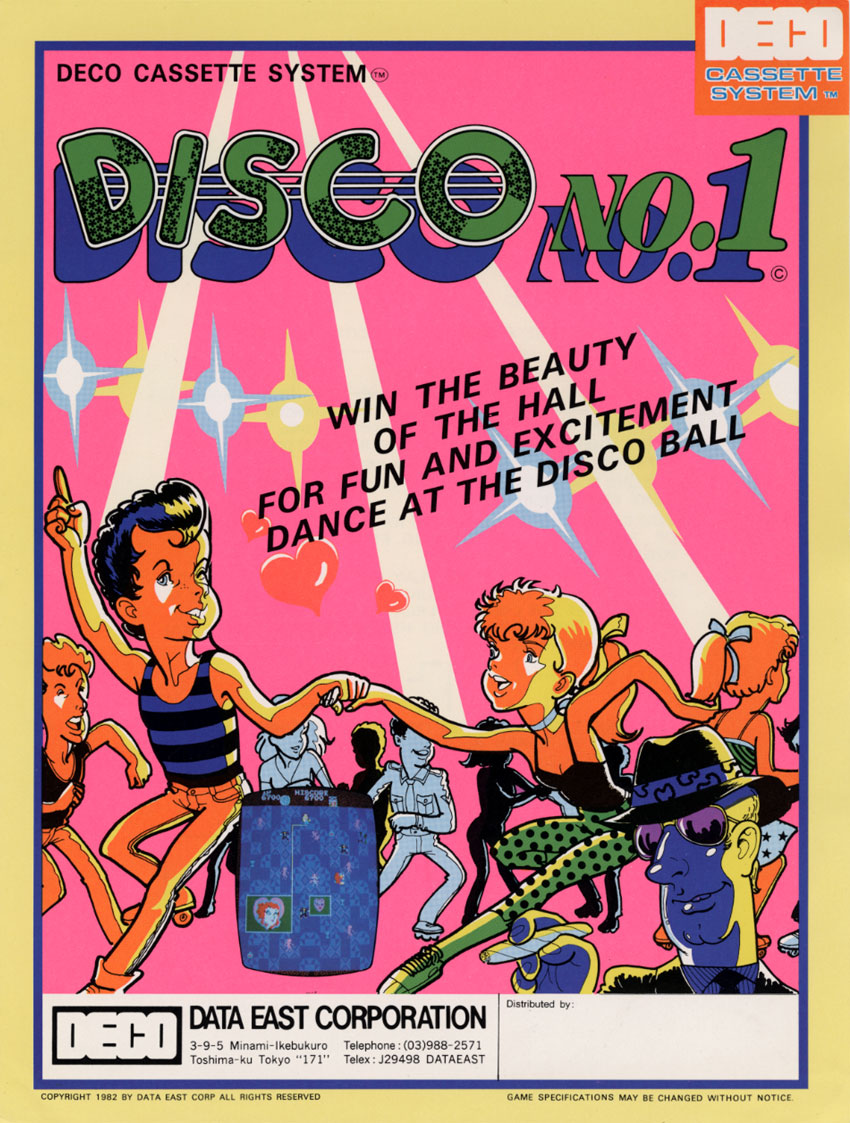 DECO
CASSETTE
SYSTEM TM
DECO CASSETTE SYSTEM TM
DISCO NO.1 ©
WIN THE BEAUTY
OF THE HALL
FOR FUN AND EXCITEMENT
DANCE AT THE DISCO BALL
HISCORE
6700 6700
DECO
DATA EAST CORPORATION
3-9-5 Minami-Ikebukuro Telephone: (03)988-2571
Toshima-ku Tokyo "171" Telex: J29498 DATAEAST
Distributed by:
COPYRIGHT 1982 BY DATA EAST CORP ALL RIGHTS RESERVED
GAME SPECIFICATIONS MAY BE CHANGED WITHOUT NOTICE.